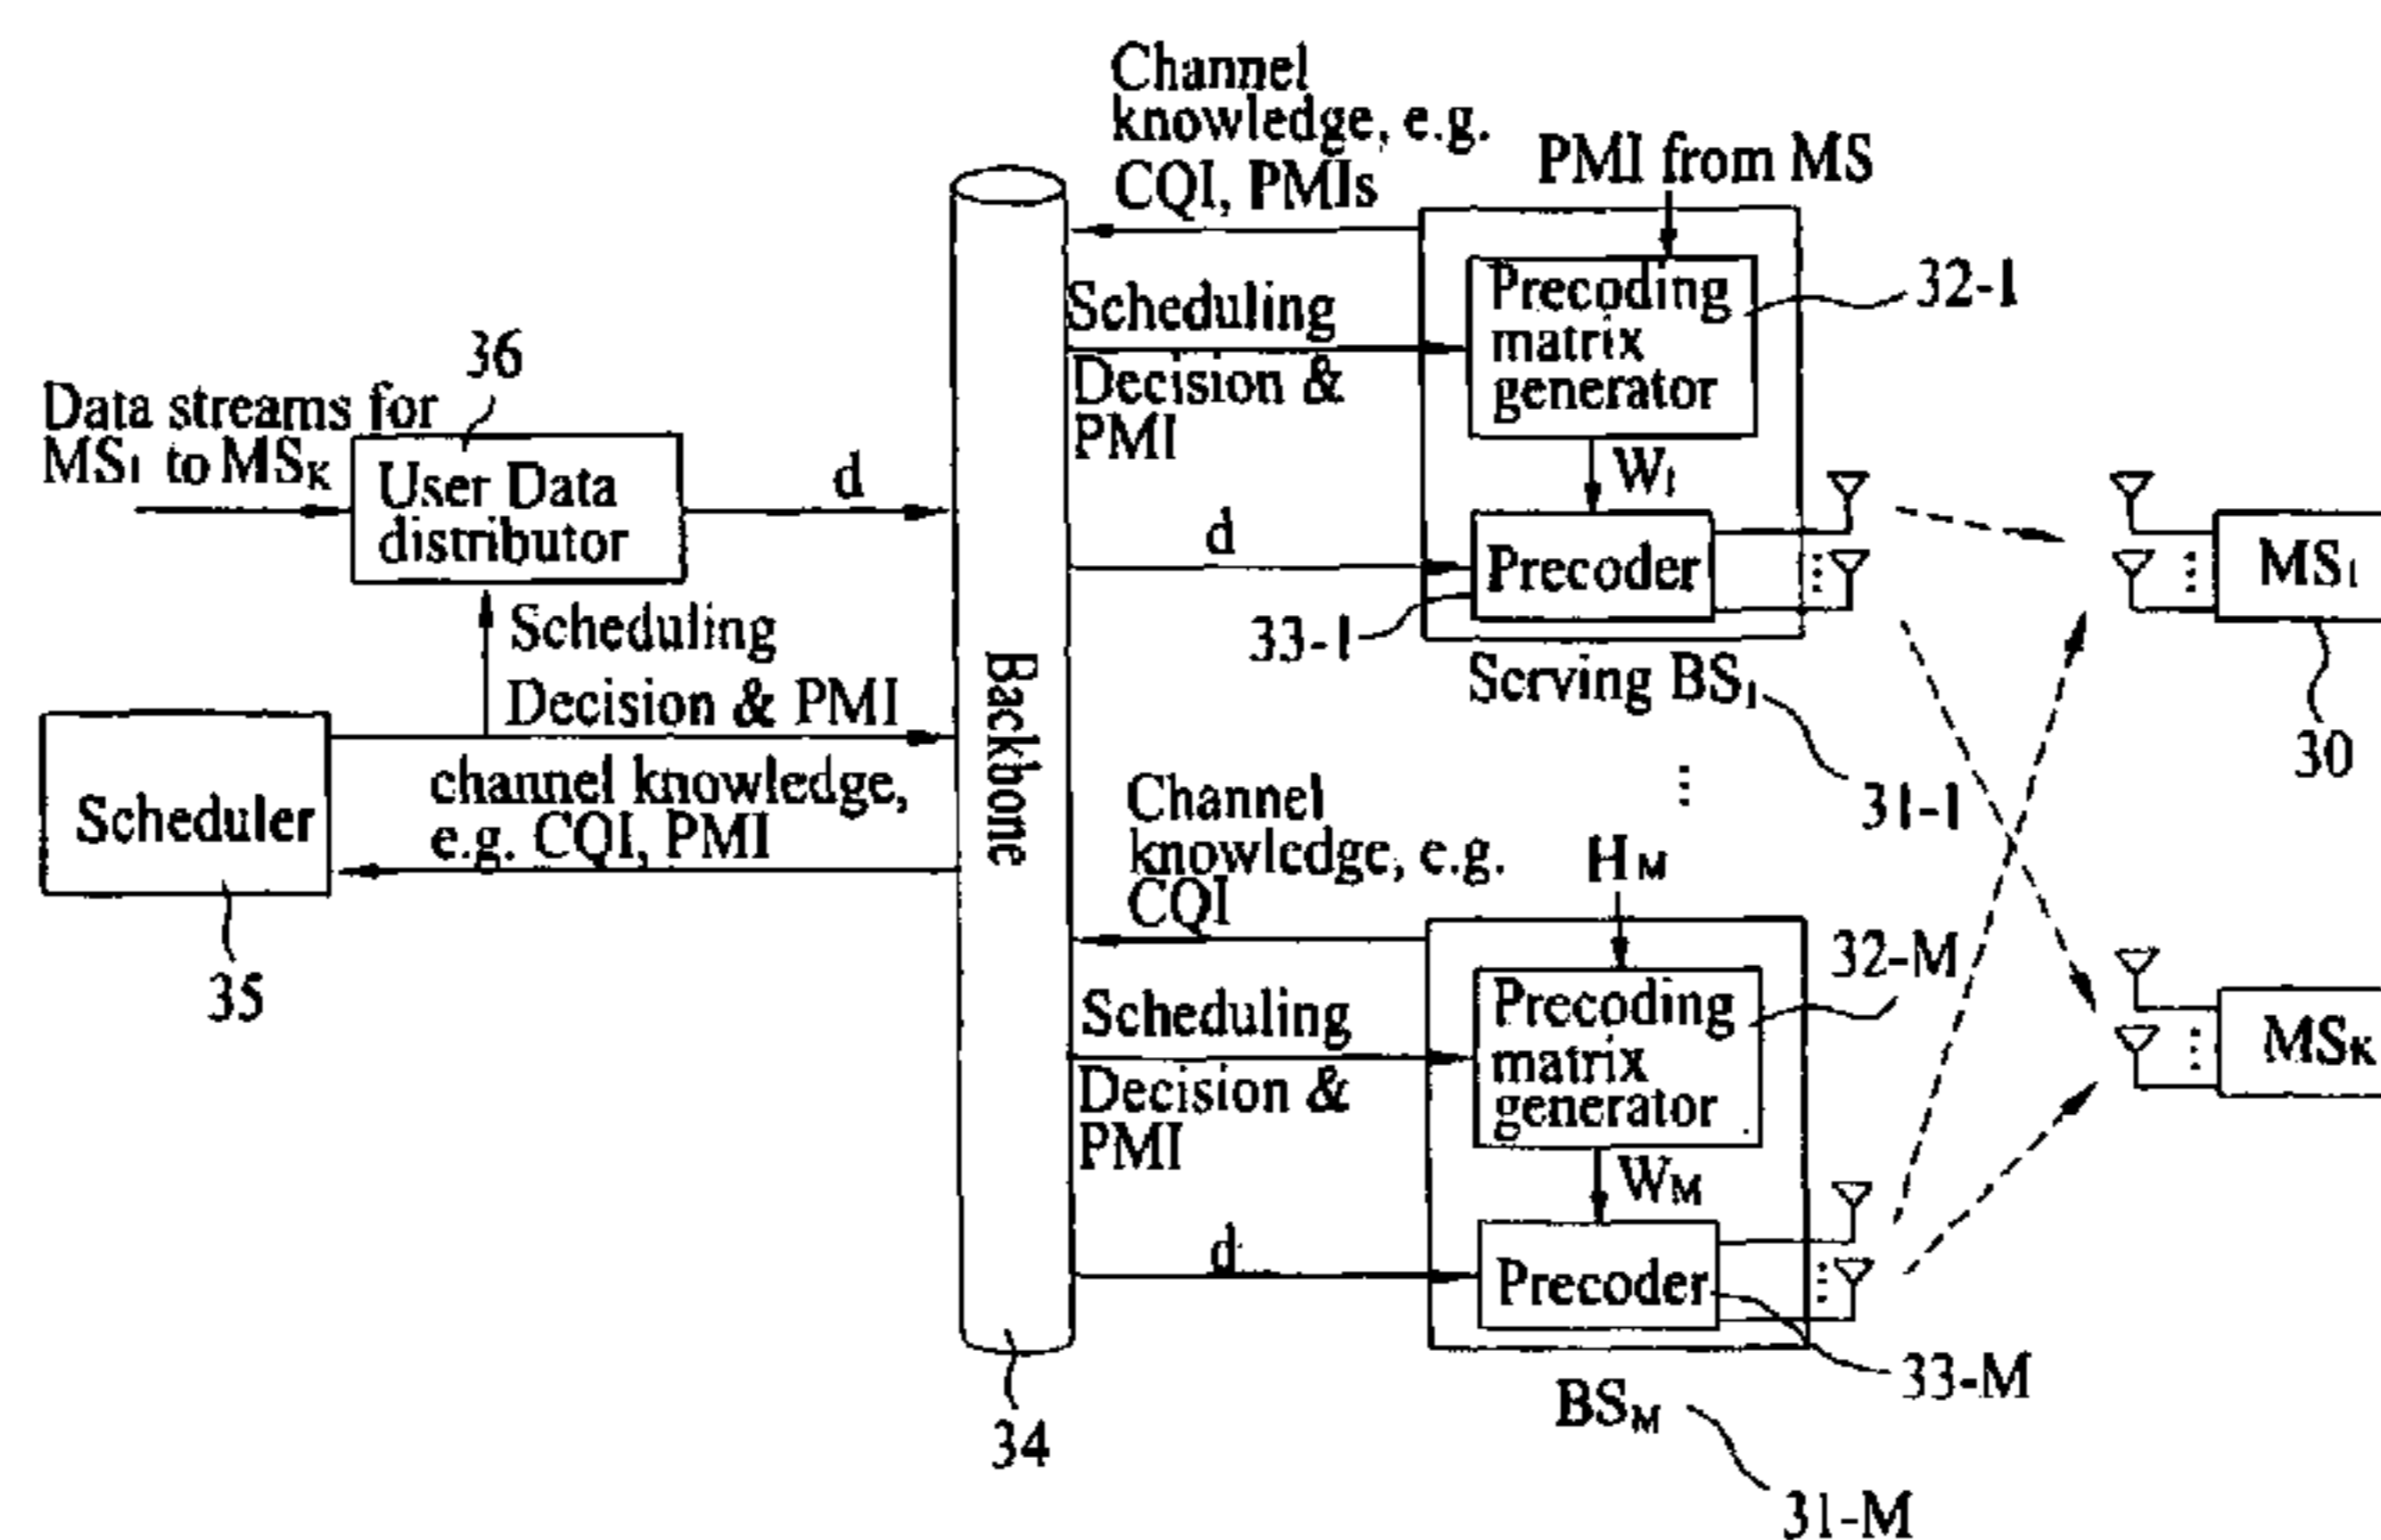 Channel
knowledge, e.g.
CQI, PMIs
PMI from MS
Precoding
matrix
generator
32-1
Scheduling
Decision &
PMI
36
Data streams for
MS1 to MSK
User Data
distributor
d
W1
d
Precoder
MS1
33-1
Serving BS1
30
31-1
Scheduling
Decision & PMI
Backbone
Scheduler
channel knowledge,
e.g. CQI, PMI
35
Channel
knowledge, e.g.
CQI
HM
32-M
Precoding
matrix
generator
Scheduling
Decision &
PMI
MSK
WM
d
Precoder
33-M
BSM
34
31-M